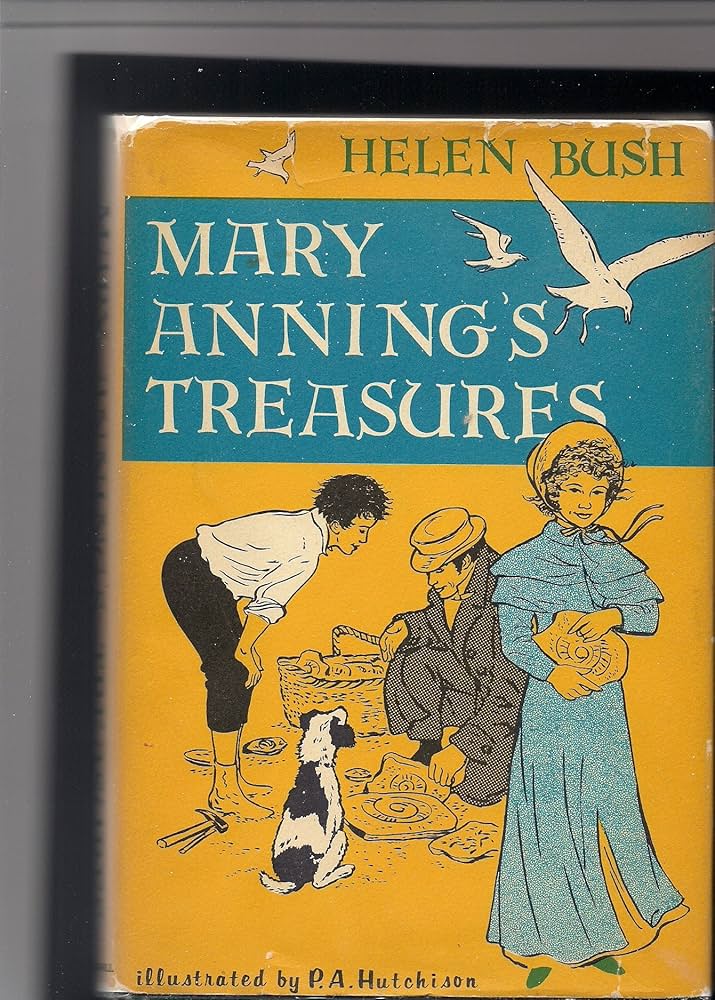 HELEN BUSH
MARY
ANNING'S
TREASURES
illustrated by P.A. Hutchison